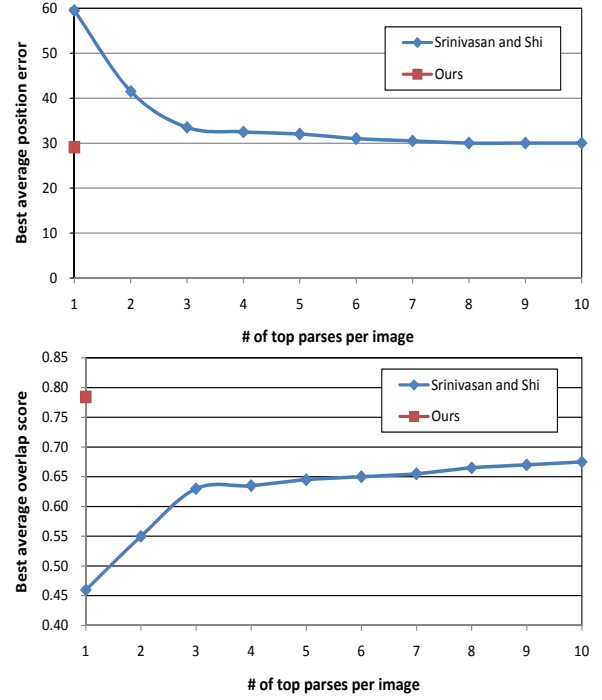 60
50
40
30
20
10
0
Best average position error
Srinivasan and Shi
Ours
1 2 3 4 5 6 7 8 9 10
# of top parses per image
0.85
0.80
0.75
0.70
0.65
0.60
0.55
0.50
0.45
0.40
Best average overlap score
Srinivasan and Shi
Ours
1 2 3 4 5 6 7 8 9 10
# of top parses per image